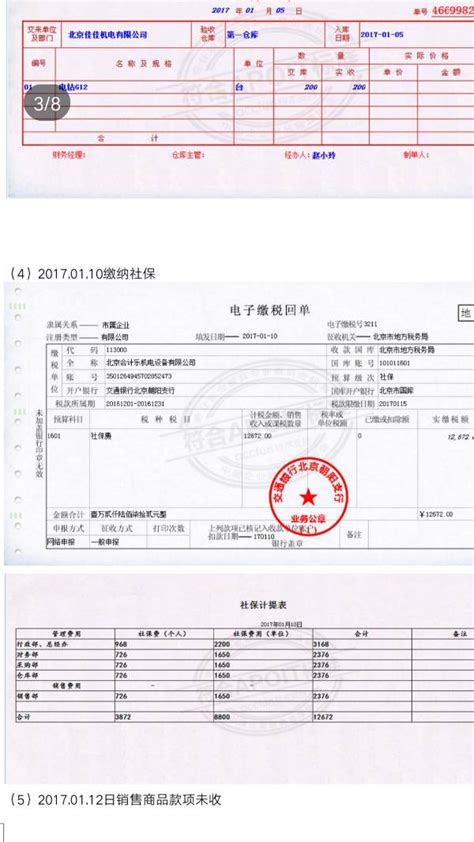 2017 年 01 月 05 日 单号 4669982
交来单位及部门 北京佳佳机电有限公司 验收仓库 第一仓库 入库日期 2017-01-05
编号 名 称 及 规 格 单 位 数 量 实 际 价 格
交 库 实 收 单 价 金 额
01 电钻G12 台 200 200
3/8
合 计
财务经理: 仓库主管: 经办人: 赵小玲 制单人:
(4) 2017.01.10缴纳社保
电子缴税回单
隶属关系 市属企业 电子缴税号3211
注册类型 有限公司 填发日期 2017-01-10 征收机关 北京市地方税务局
缴税单位 代 码 113000 收 款 国 库 北京市地方税务局
全 称 北京会计乐机电设备有限公司 国 库 账 号 101011601
账 号 3501264945702852473 预 算 级 次 社保
开户银行 交通银行北京朝阳支行 国库开户银行 北京市国库
税款所属期 20161201-20161231 税款限缴日期 20170115
预算科目 税 种 税 目 计税金额、销售收入或课税数量 税率或单位税额 已缴或扣除额 实 缴 税 额
1601 社保费 12672.00 0 12,672
未加盖银行印章无效
交通银行北京朝阳支行
业务公章
金额合计 壹万贰仟陆佰柒拾贰元整 ¥12672.00
申报方式 征收方式 打印次数 上列款项已核记入收款单位账户 扣款日期 170110 备注
网络申报 一般申报 银行盖章
地
社保计提表
2017年01月10日
管理费用 社保费(个人) 社保费用(单位) 合计 备注
行政部、总经办 968 2200 3168
财务部 726 1650 2376
采购部 726 1650 2376
仓库部 726 1650 2376
销售费用 -
销售部 726 1650 2376
合计 3872 8800 12672
(5) 2017.01.12日销售商品款项未收